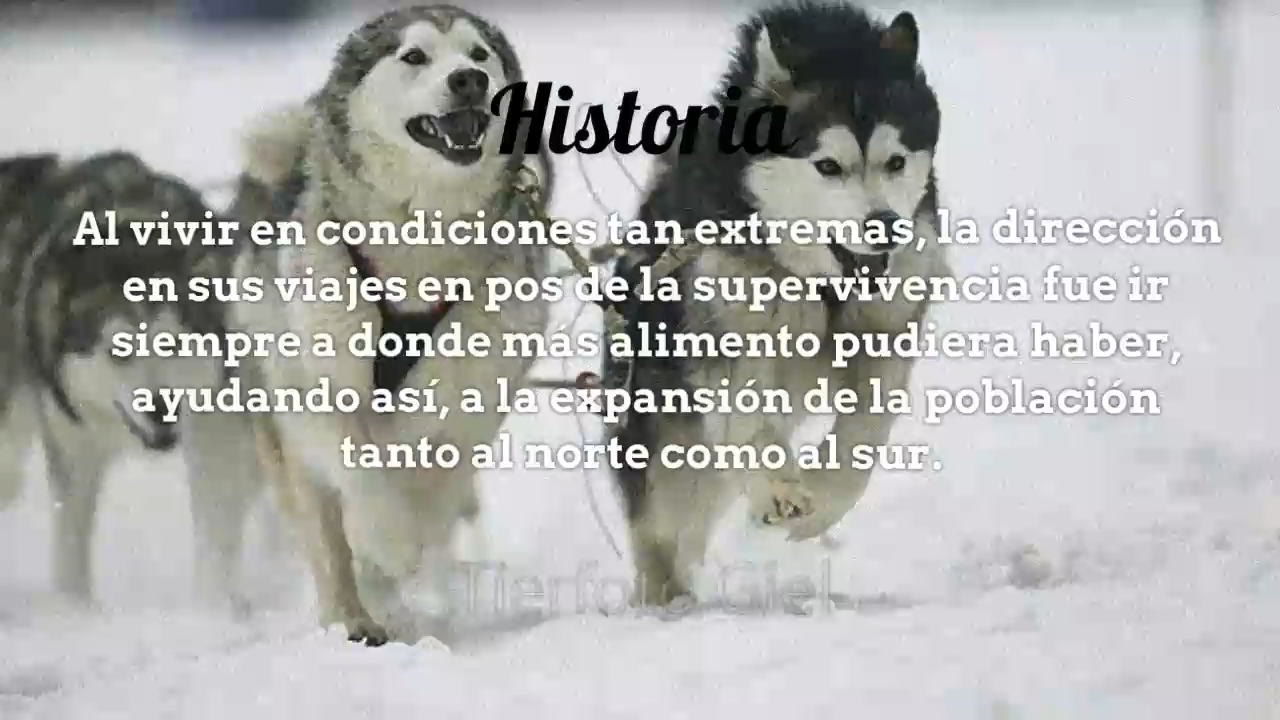 Historia
Al vivir en condiciones tan extremas, la dirección
en sus viajes en pos de la supervivencia fue ir
siempre a donde más alimento pudiera haber,
ayudando así, a la expansión de la población
tanto al norte como al sur.
Tierfoto Giel